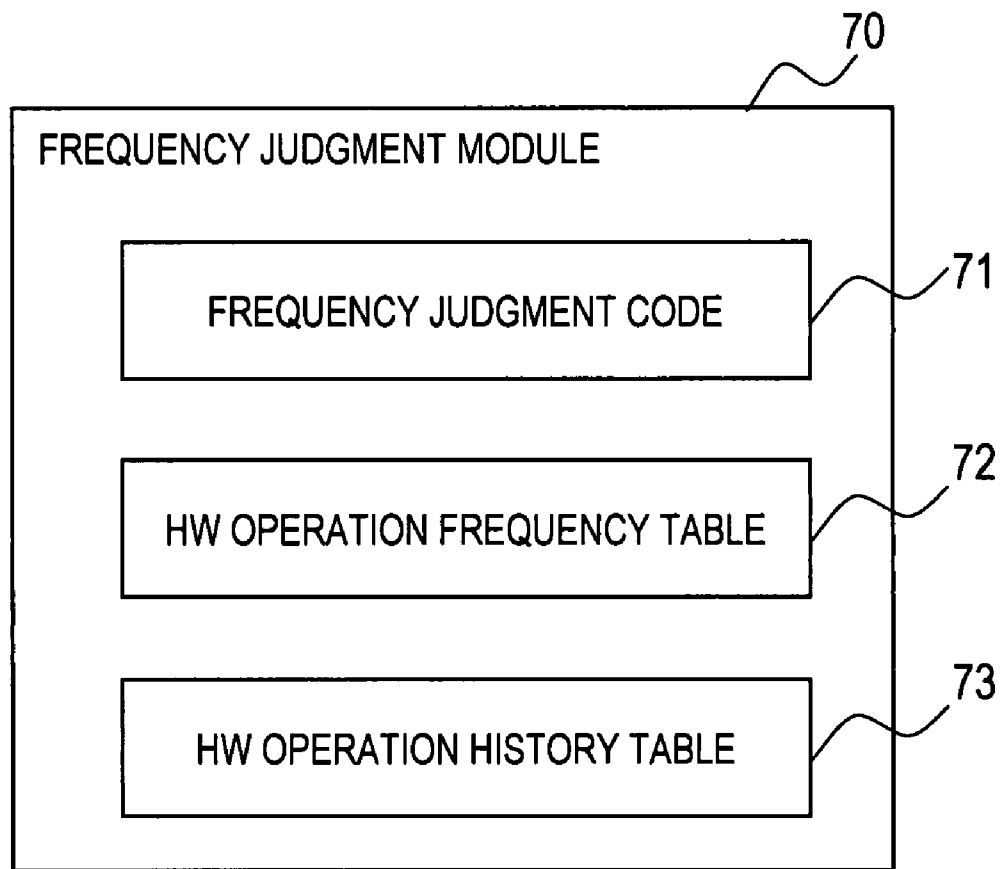 70
FREQUENCY JUDGMENT MODULE
71
FREQUENCY JUDGMENT CODE
72
HW OPERATION FREQUENCY TABLE
73
HW OPERATION HISTORY TABLE